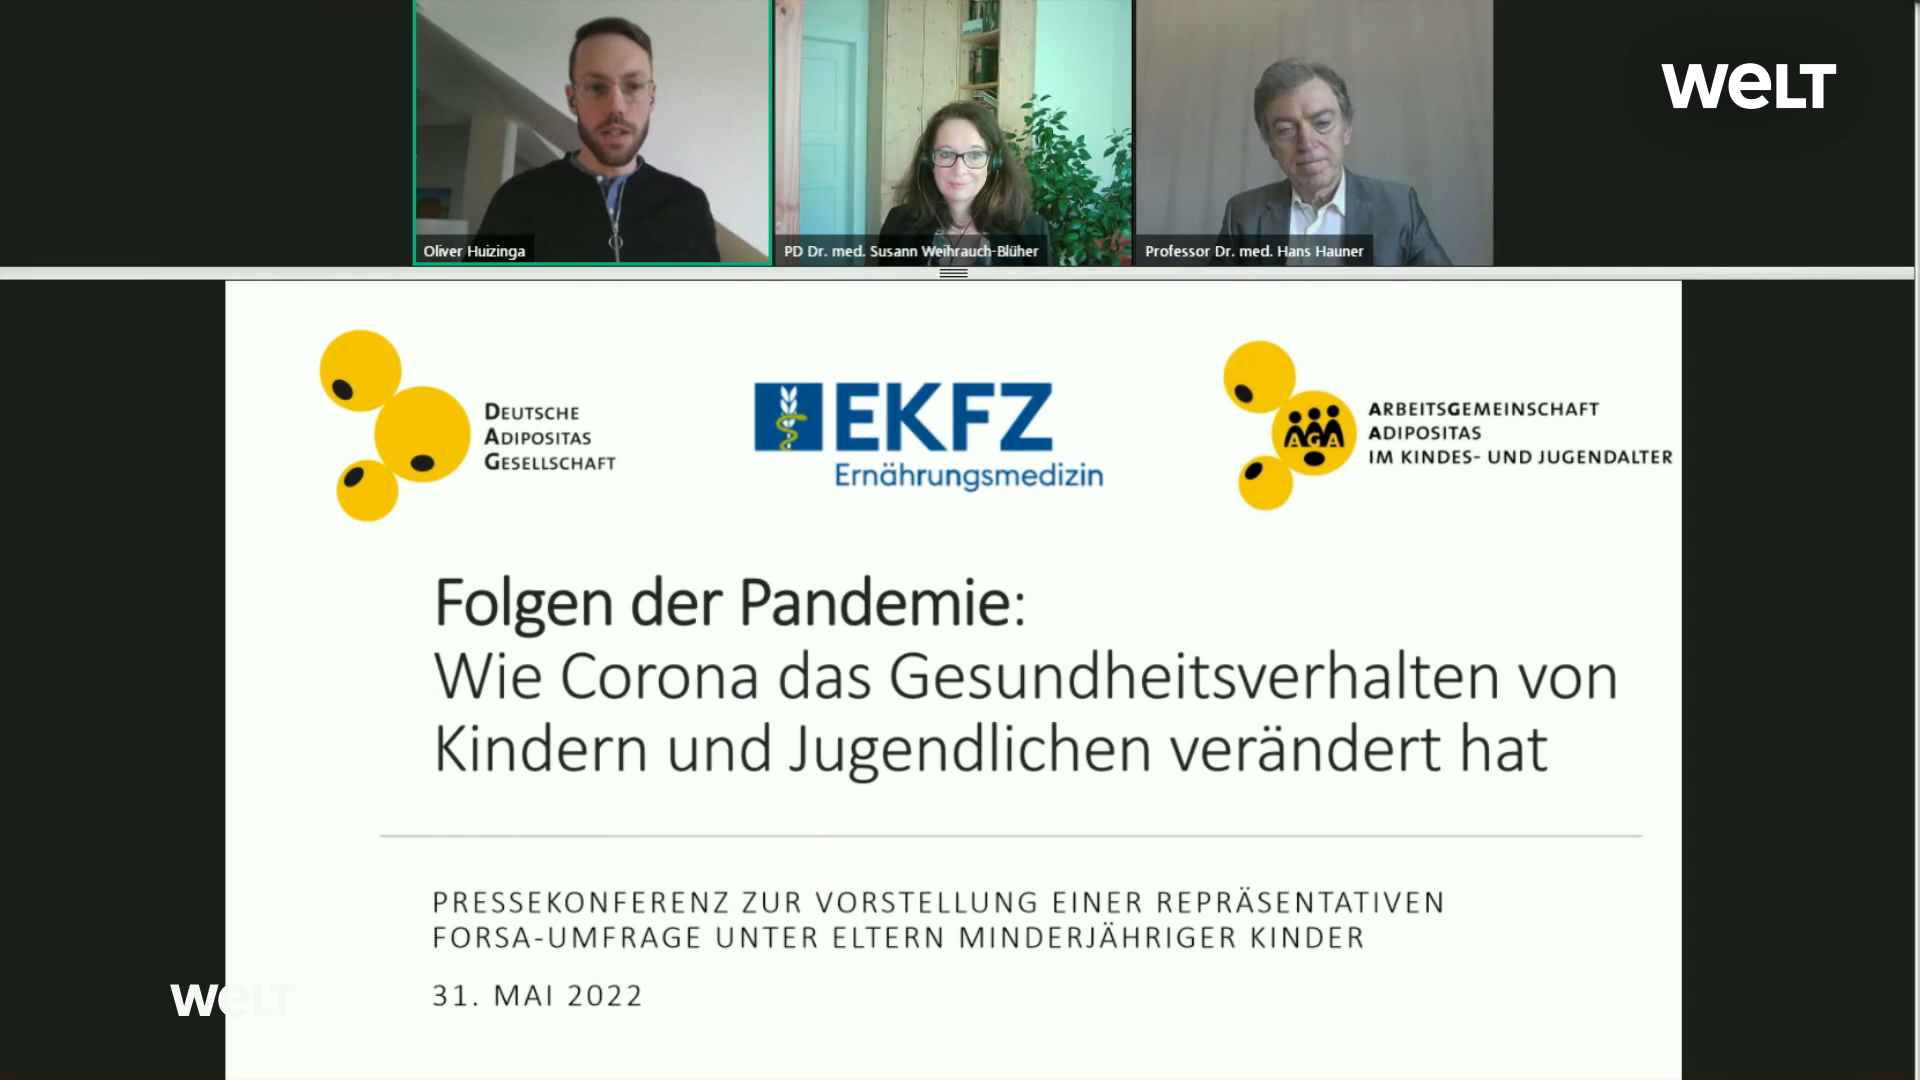 WELT
Oliver Huizinga
PD Dr. med. Susann Weihrauch-Blüher
Professor Dr. med. Hans Hauner
DEUTSCHE
ADIPOSITAS
GESELLSCHAFT
EKFZ
Ernährungsmedizin
AGA
ARBEITSGEMEINSCHAFT
ADIPOSITAS
IM KINDES- UND JUGENDALTER
Folgen der Pandemie:
Wie Corona das Gesundheitsverhalten von
Kindern und Jugendlichen verändert hat
PRESSEKONFERENZ ZUR VORSTELLUNG EINER REPRÄSENTATIVEN
FORSA-UMFRAGE UNTER ELTERN MINDERJÄHRIGER KINDER
31. MAI 2022
WELT